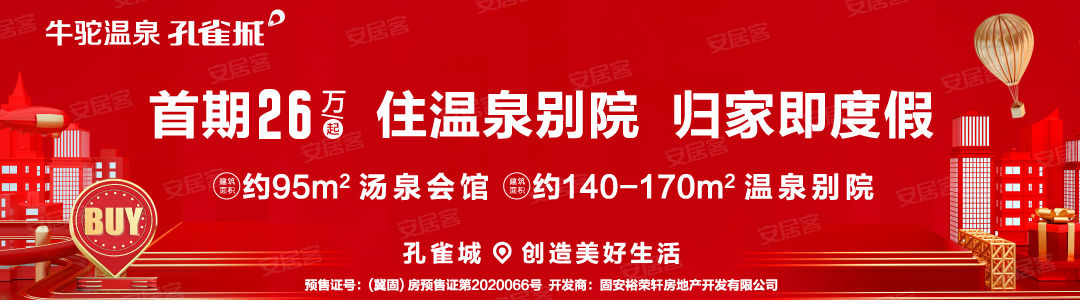 牛驼温泉 孔雀城
首期26万起 住温泉别院 归家即度假
建筑面积 约95m² 汤泉会馆 建筑面积 约140-170m² 温泉别院
BUY
孔雀城 创造美好生活
预售证号：(冀固) 房预售证第2020066号 开发商：固安裕荣轩房地产开发有限公司
安居客